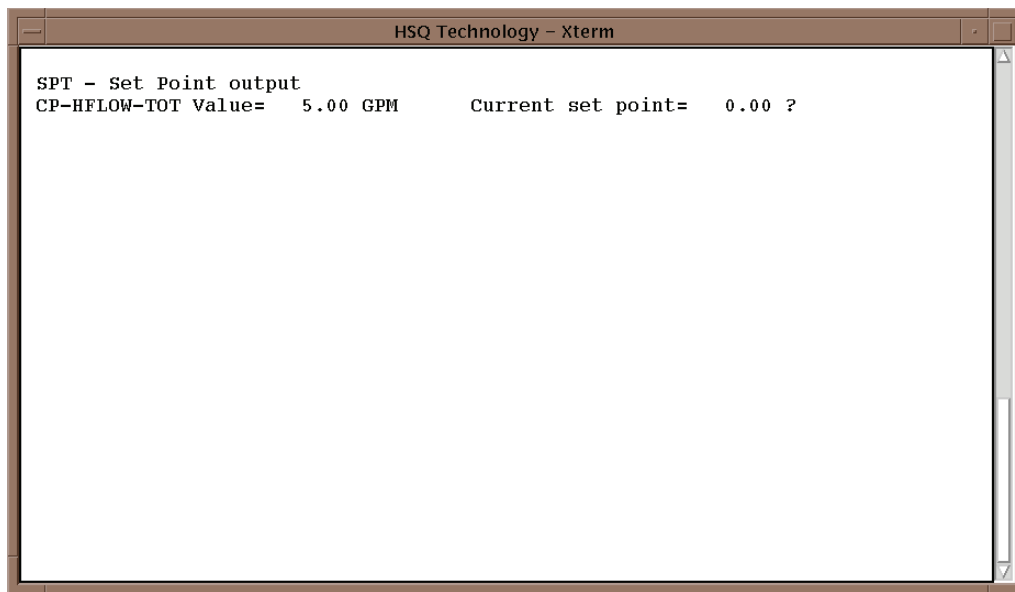 HSQ Technology – Xterm
SPT – Set Point output
CP-HFLOW-TOT Value=   5.00 GPM      Current set point=   0.00 ?